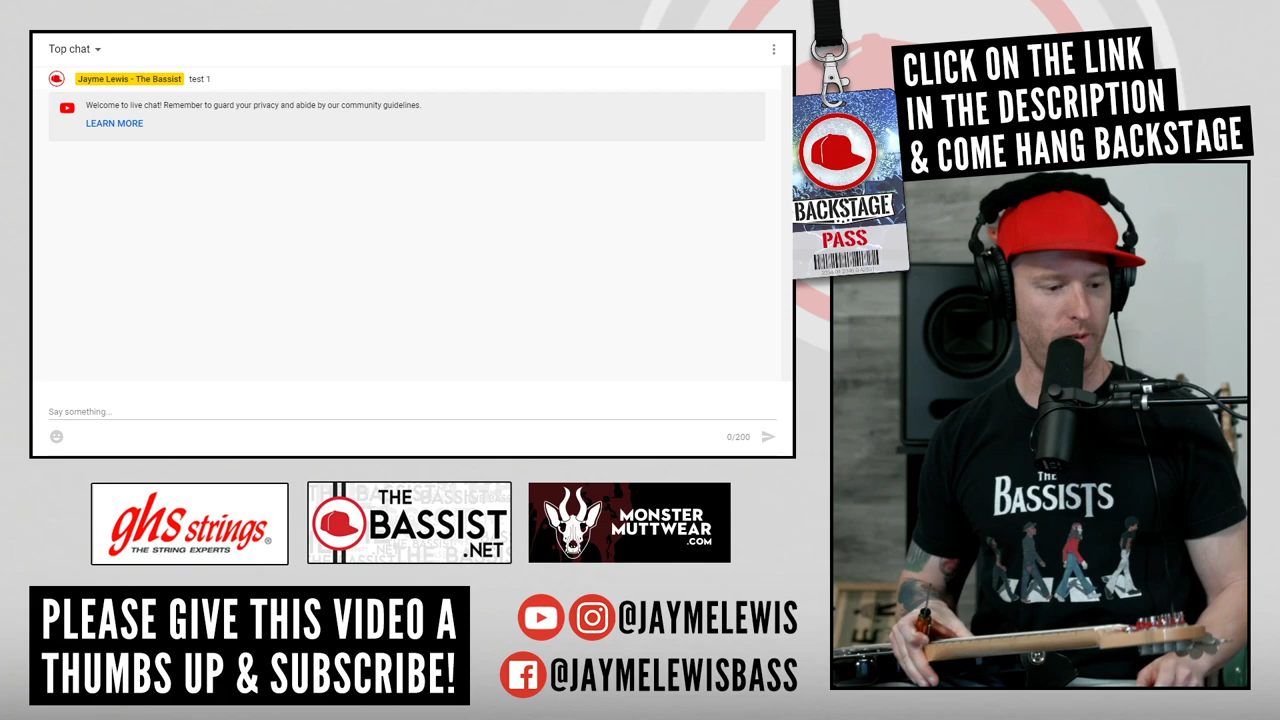 Top chat
Jayme Lewis - The Bassist test 1
Welcome to live chat! Remember to guard your privacy and abide by our community guidelines.
LEARN MORE
Say something...
0/200
CLICK ON THE LINK
IN THE DESCRIPTION
& COME HANG BACKSTAGE
BACKSTAGE
PASS
THE
BASSISTS
ghs strings®
THE STRING EXPERTS
THE
BASSIST
.NET
MONSTER
MUTTWEAR
.COM
PLEASE GIVE THIS VIDEO A
THUMBS UP & SUBSCRIBE!
@JAYMELEWIS
@JAYMELEWISBASS